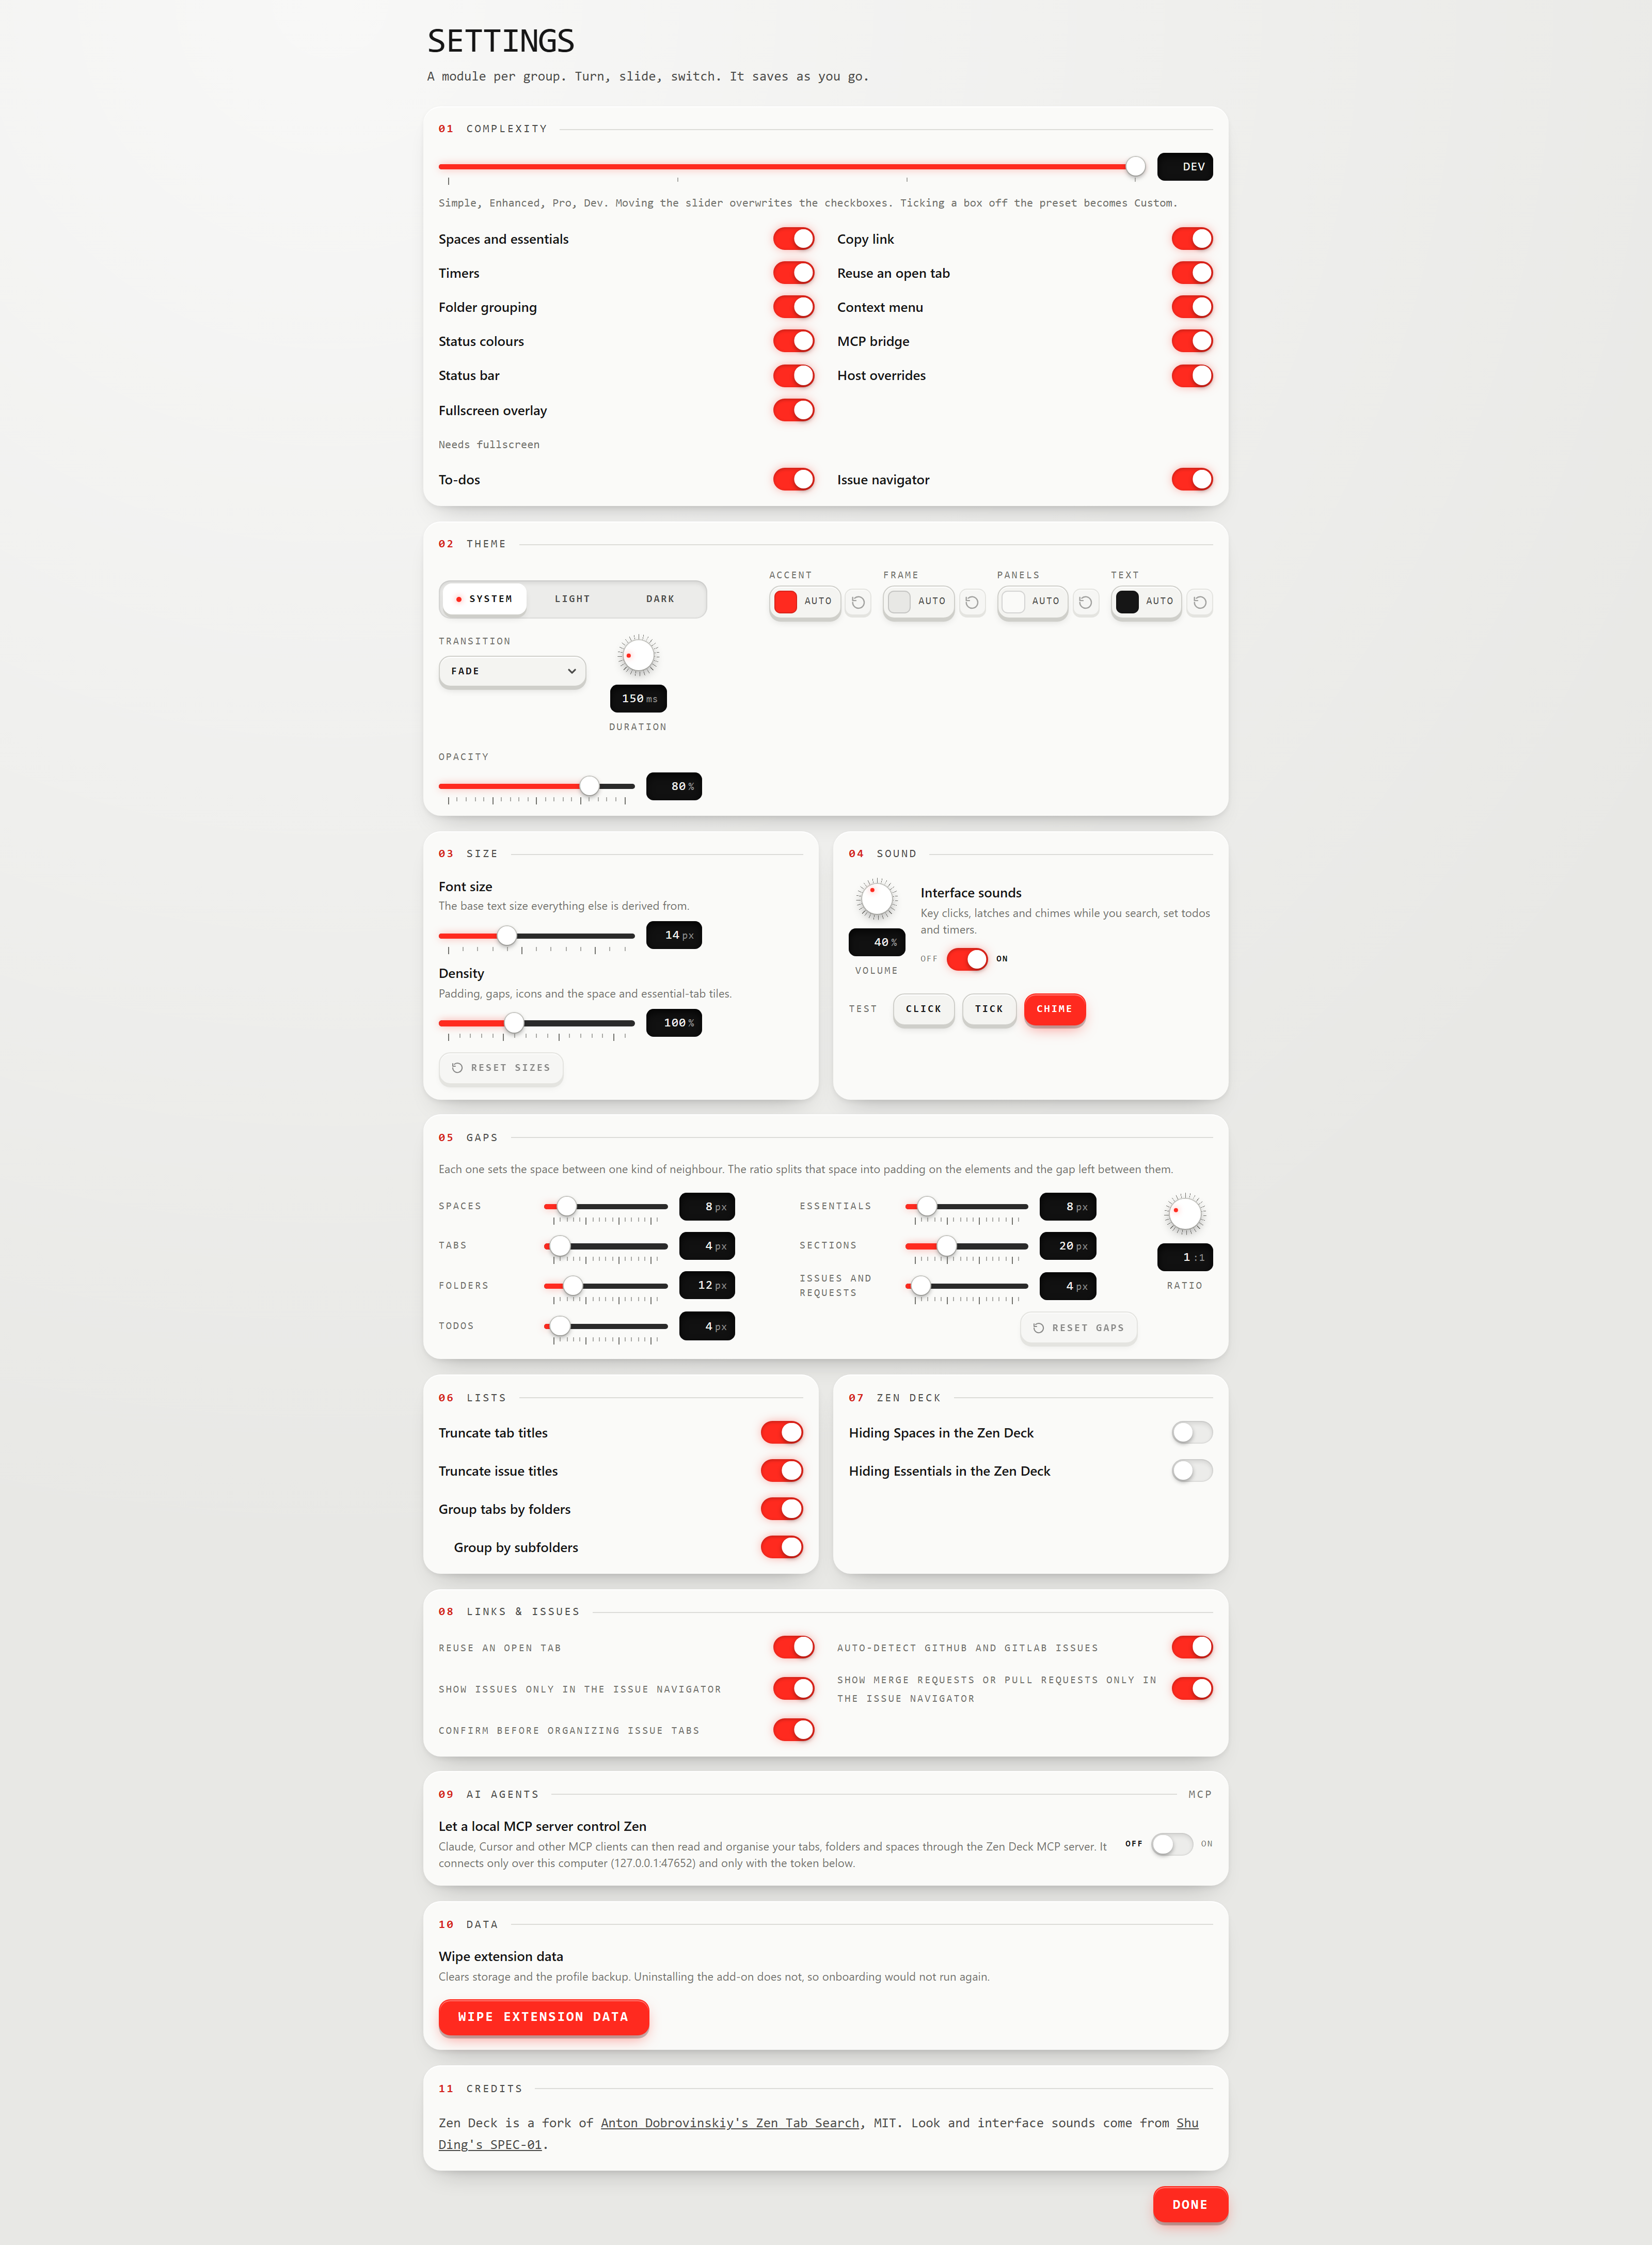 SETTINGS
A module per group. Turn, slide, switch. It saves as you go.
01 COMPLEXITY
DEV
Simple, Enhanced, Pro, Dev. Moving the slider overwrites the checkboxes. Ticking a box off the preset becomes Custom.
Spaces and essentials
Copy link
Timers
Reuse an open tab
Folder grouping
Context menu
Status colours
MCP bridge
Status bar
Host overrides
Fullscreen overlay
Needs fullscreen
To-dos
Issue navigator
02 THEME
SYSTEM LIGHT DARK
ACCENT FRAME PANELS TEXT
AUTO AUTO AUTO AUTO
TRANSITION
FADE
150 ms
DURATION
OPACITY
80 %
03 SIZE
Font size
The base text size everything else is derived from.
14 px
Density
Padding, gaps, icons and the space and essential-tab tiles.
100 %
RESET SIZES
04 SOUND
Interface sounds
Key clicks, latches and chimes while you search, set todos
and timers.
40 %
VOLUME
OFF ON
TEST CLICK TICK CHIME
05 GAPS
Each one sets the space between one kind of neighbour. The ratio splits that space into padding on the elements and the gap left between them.
SPACES 8 px
ESSENTIALS 8 px
TABS 4 px
SECTIONS 20 px
FOLDERS 12 px
ISSUES AND
REQUESTS 4 px
TODOS 4 px
1 :1
RATIO
RESET GAPS
06 LISTS
Truncate tab titles
Truncate issue titles
Group tabs by folders
Group by subfolders
07 ZEN DECK
Hiding Spaces in the Zen Deck
Hiding Essentials in the Zen Deck
08 LINKS & ISSUES
REUSE AN OPEN TAB
AUTO-DETECT GITHUB AND GITLAB ISSUES
SHOW ISSUES ONLY IN THE ISSUE NAVIGATOR
SHOW MERGE REQUESTS OR PULL REQUESTS ONLY IN
THE ISSUE NAVIGATOR
CONFIRM BEFORE ORGANIZING ISSUE TABS
09 AI AGENTS MCP
Let a local MCP server control Zen
Claude, Cursor and other MCP clients can then read and organise your tabs, folders and spaces through the Zen Deck MCP server. It
connects only over this computer (127.0.0.1:47652) and only with the token below.
OFF ON
10 DATA
Wipe extension data
Clears storage and the profile backup. Uninstalling the add-on does not, so onboarding would not run again.
WIPE EXTENSION DATA
11 CREDITS
Zen Deck is a fork of Anton Dobrovinskiy's Zen Tab Search, MIT. Look and interface sounds come from Shu
Ding's SPEC-01.
DONE